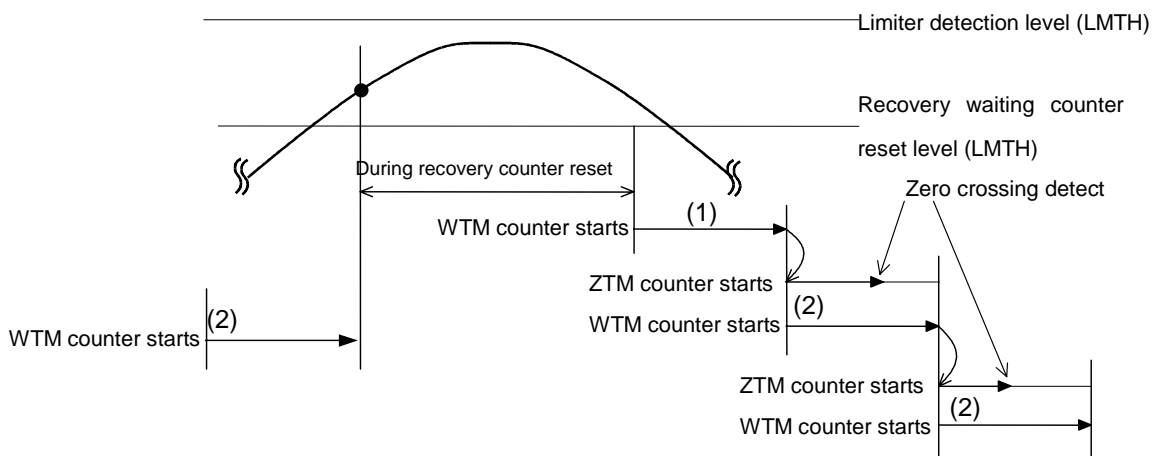 Limiter detection level (LMTH)
Recovery waiting counter
reset level (LMTH)
During recovery counter reset
Zero crossing detect
WTM counter starts
(1)
ZTM counter starts
(2)
WTM counter starts
(2)
WTM counter starts
ZTM counter starts
(2)
WTM counter starts